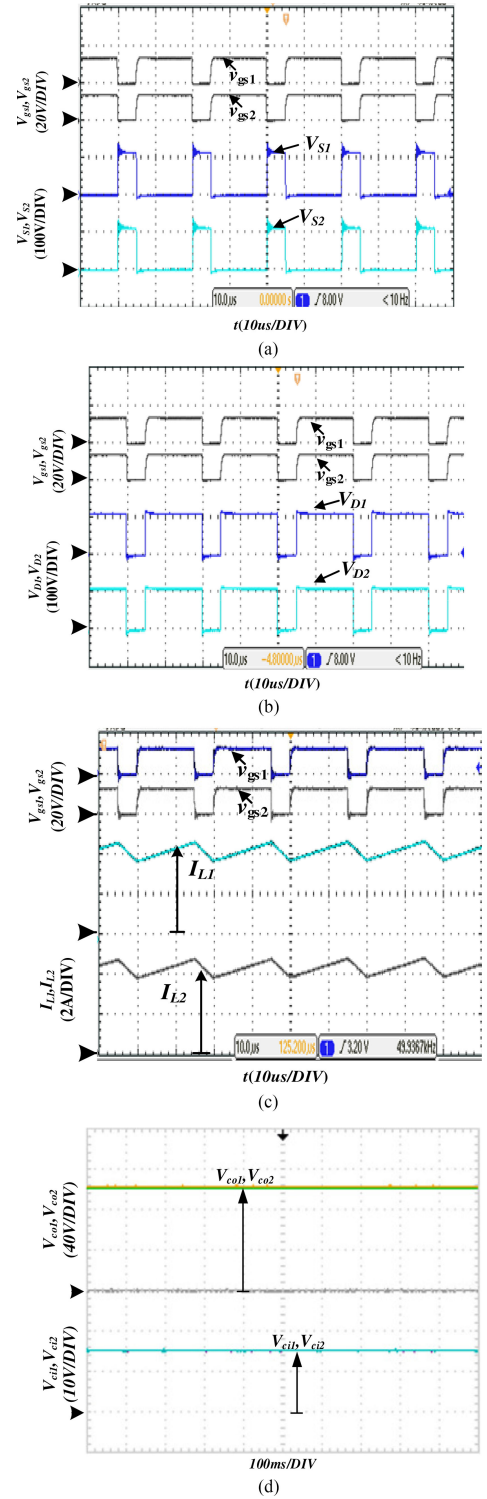 Vgs1, Vgs2
(20V/DIV)
vgs1
vgs2
VS1, VS2
(100V/DIV)
VS1
VS2
10.0μs 0.00000 s 1 8.00 V < 10 Hz
t(10us/DIV)
(a)
Vgs1, Vgs2
(20V/DIV)
vgs1
vgs2
VD1, VD2
(100V/DIV)
VD1
VD2
10.0μs -4.80000μs 1 8.00 V < 10 Hz
t(10us/DIV)
(b)
Vgs1, Vgs2
(20V/DIV)
vgs1
vgs2
IL1, IL2
(2A/DIV)
IL1
IL2
10.0μs 125.200μs 1 3.20 V 49.9367kHz
t(10us/DIV)
(c)
Vco1, Vco2
(40V/DIV)
Vco1, Vco2
Vci1, Vci2
(10V/DIV)
Vci1, Vci2
100ms/DIV
(d)